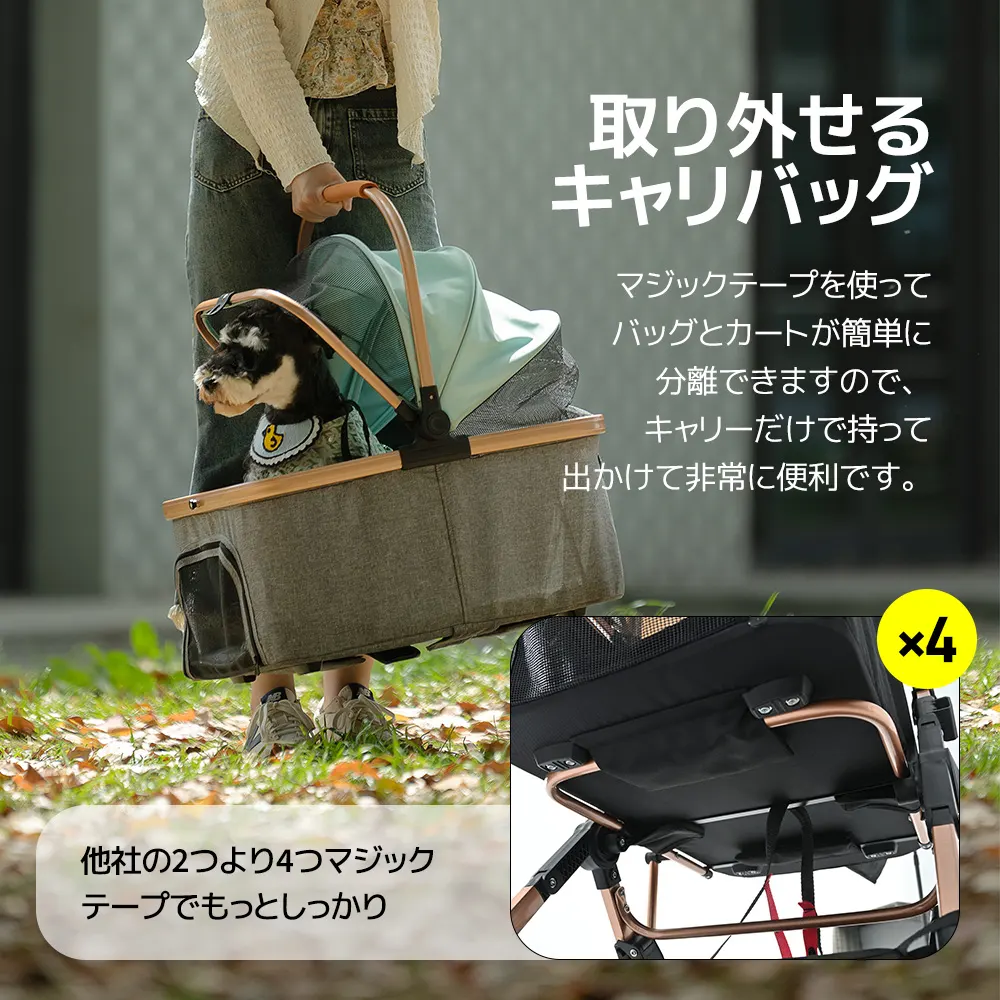 取り外せる
キャリバッグ
マジックテープを使って
バッグとカートが簡単に
分離できますので、
キャリーだけで持って
出かけて非常に便利です。
×4
他社の2つより4つマジック
テープでもっとしっかり